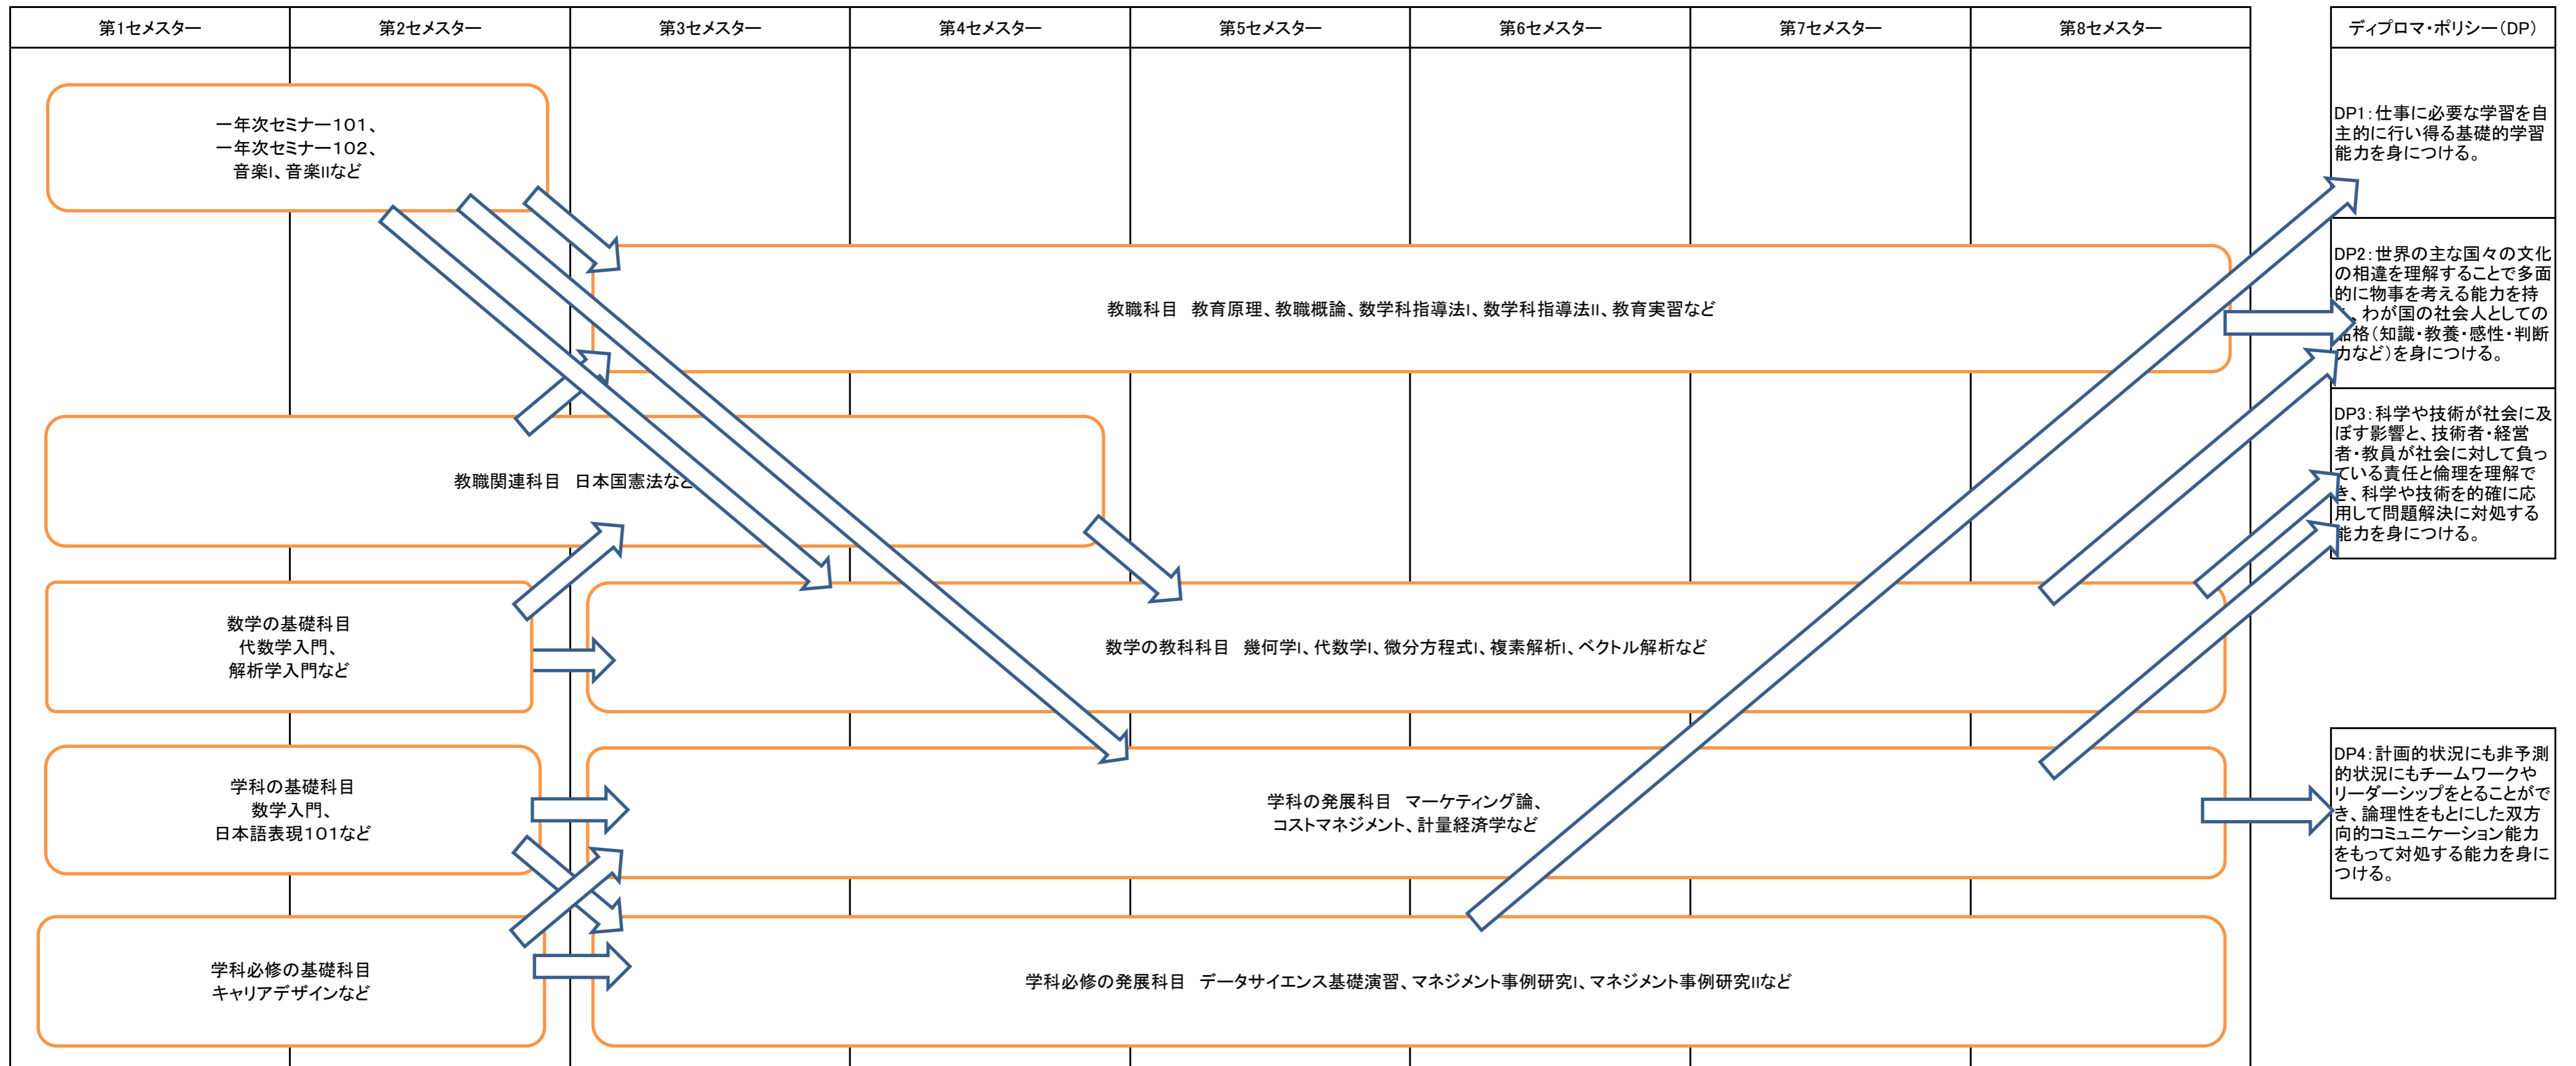 第1セメスター
第2セメスター
第3セメスター
第4セメスター
第5セメスター
第6セメスター
第7セメスター
第8セメスター
ディプロマ・ポリシー(DP)
一年次セミナー101、
一年次セミナー102、
音楽I、音楽IIなど
教職科目　教育原理、教職概論、数学科指導法I、数学科指導法II、教育実習など
教職関連科目　日本国憲法など
数学の基礎科目
代数学入門、
解析学入門など
数学の教科科目　幾何学I、代数学I、微分方程式I、複素解析I、ベクトル解析など
学科の基礎科目
数学入門、
日本語表現101など
学科の発展科目　マーケティング論、
コストマネジメント、計量経済学など
学科必修の基礎科目
キャリアデザインなど
学科必修の発展科目　データサイエンス基礎演習、マネジメント事例研究I、マネジメント事例研究IIなど
DP1:仕事に必要な学習を自
主的に行い得る基礎的学習
能力を身につける。
DP2:世界の主な国々の文化
の相違を理解することで多面
的に物事を考える能力を持
、わが国の社会人としての
品格(知識・教養・感性・判断
力など)を身につける。
DP3:科学や技術が社会に及
ぼす影響と、技術者・経営
者・教員が社会に対して負っ
ている責任と倫理を理解で
き、科学や技術を的確に応
用して問題解決に対処する
能力を身につける。
DP4:計画的状況にも非予測
的状況にもチームワークや
リーダーシップをとることがで
き、論理性をもとにした双方
向的コミュニケーション能力
をもって対処する能力を身に
つける。